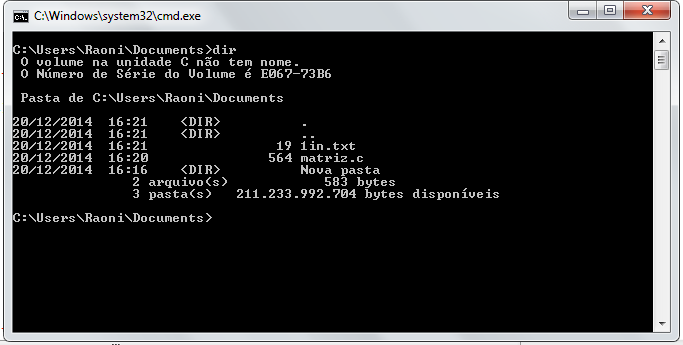 C:\Windows\system32\cmd.exe
C:\Users\Raoni\Documents>dir
O volume na unidade C não tem nome.
O Número de Série do Volume é E067-73B6
Pasta de C:\Users\Raoni\Documents
20/12/2014  16:21    <DIR>          .
20/12/2014  16:21    <DIR>          ..
20/12/2014  16:21                19 1in.txt
20/12/2014  16:20               564 matriz.c
20/12/2014  16:16    <DIR>          Nova pasta
2 arquivo(s)            583 bytes
3 pasta(s)   211.233.992.704 bytes disponíveis
C:\Users\Raoni\Documents>